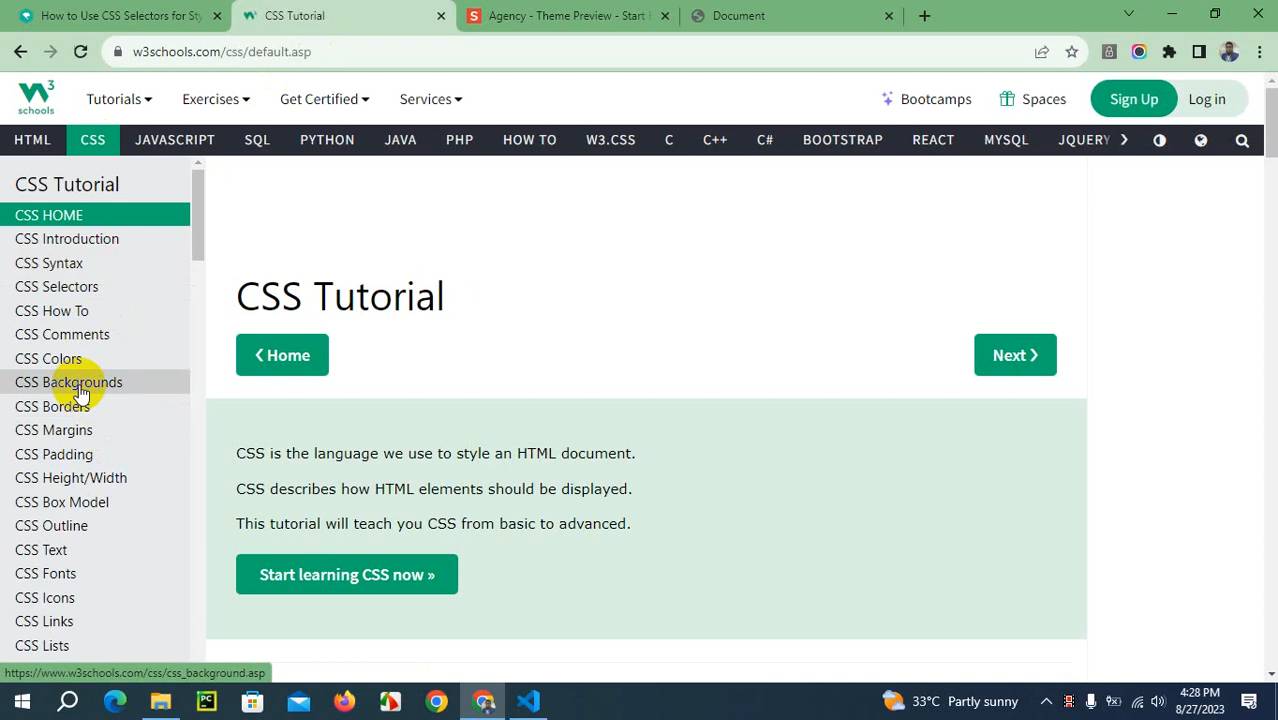 How to Use CSS Selectors for Sty
CSS Tutorial
Agency - Theme Preview - Start
Document
w3schools.com/css/default.asp
W3
schools
Tutorials
Exercises
Get Certified
Services
Bootcamps
Spaces
Sign Up
Log in
HTML
CSS
JAVASCRIPT
SQL
PYTHON
JAVA
PHP
HOW TO
W3.CSS
C
C++
C#
BOOTSTRAP
REACT
MYSQL
JQUERY
CSS Tutorial
CSS HOME
CSS Introduction
CSS Syntax
CSS Selectors
CSS How To
CSS Comments
CSS Colors
CSS Backgrounds
CSS Borders
CSS Margins
CSS Padding
CSS Height/Width
CSS Box Model
CSS Outline
CSS Text
CSS Fonts
CSS Icons
CSS Links
CSS Lists
CSS Tutorial
❮ Home
Next ❯
CSS is the language we use to style an HTML document.
CSS describes how HTML elements should be displayed.
This tutorial will teach you CSS from basic to advanced.
Start learning CSS now »
https://www.w3schools.com/css/css_background.asp
33°C Partly sunny
4:28 PM
8/27/2023